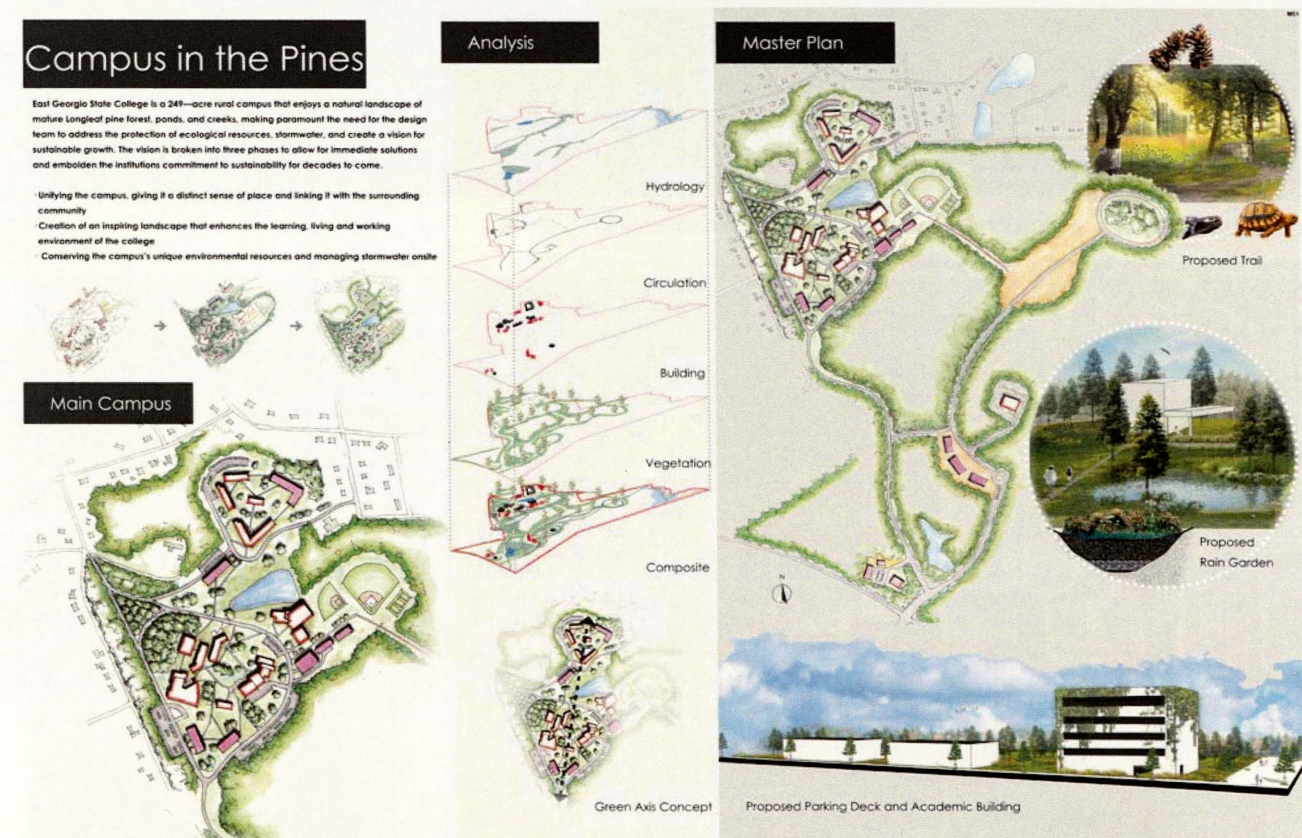 Campus in the Pines
East Georgia State College is a 249—acre rural campus that enjoys a natural landscape of
mature Longleaf pine forest, ponds, and creeks, making paramount the need for the design
team to address the protection of ecological resources, stormwater, and create a vision for
sustainable growth. The vision is broken into three phases to allow for immediate solutions
and embolden the institutions commitment to sustainability for decades to come.
· Unifying the campus, giving it a distinct sense of place and linking it with the surrounding
community
· Creation of an inspiring landscape that enhances the learning, living and working
environment of the college
· Conserving the campus's unique environmental resources and managing stormwater onsite
Main Campus
Analysis
Hydrology
Circulation
Building
Vegetation
Composite
Green Axis Concept
Master Plan
Proposed Trail
Proposed
Rain Garden
N
Proposed Parking Deck and Academic Building